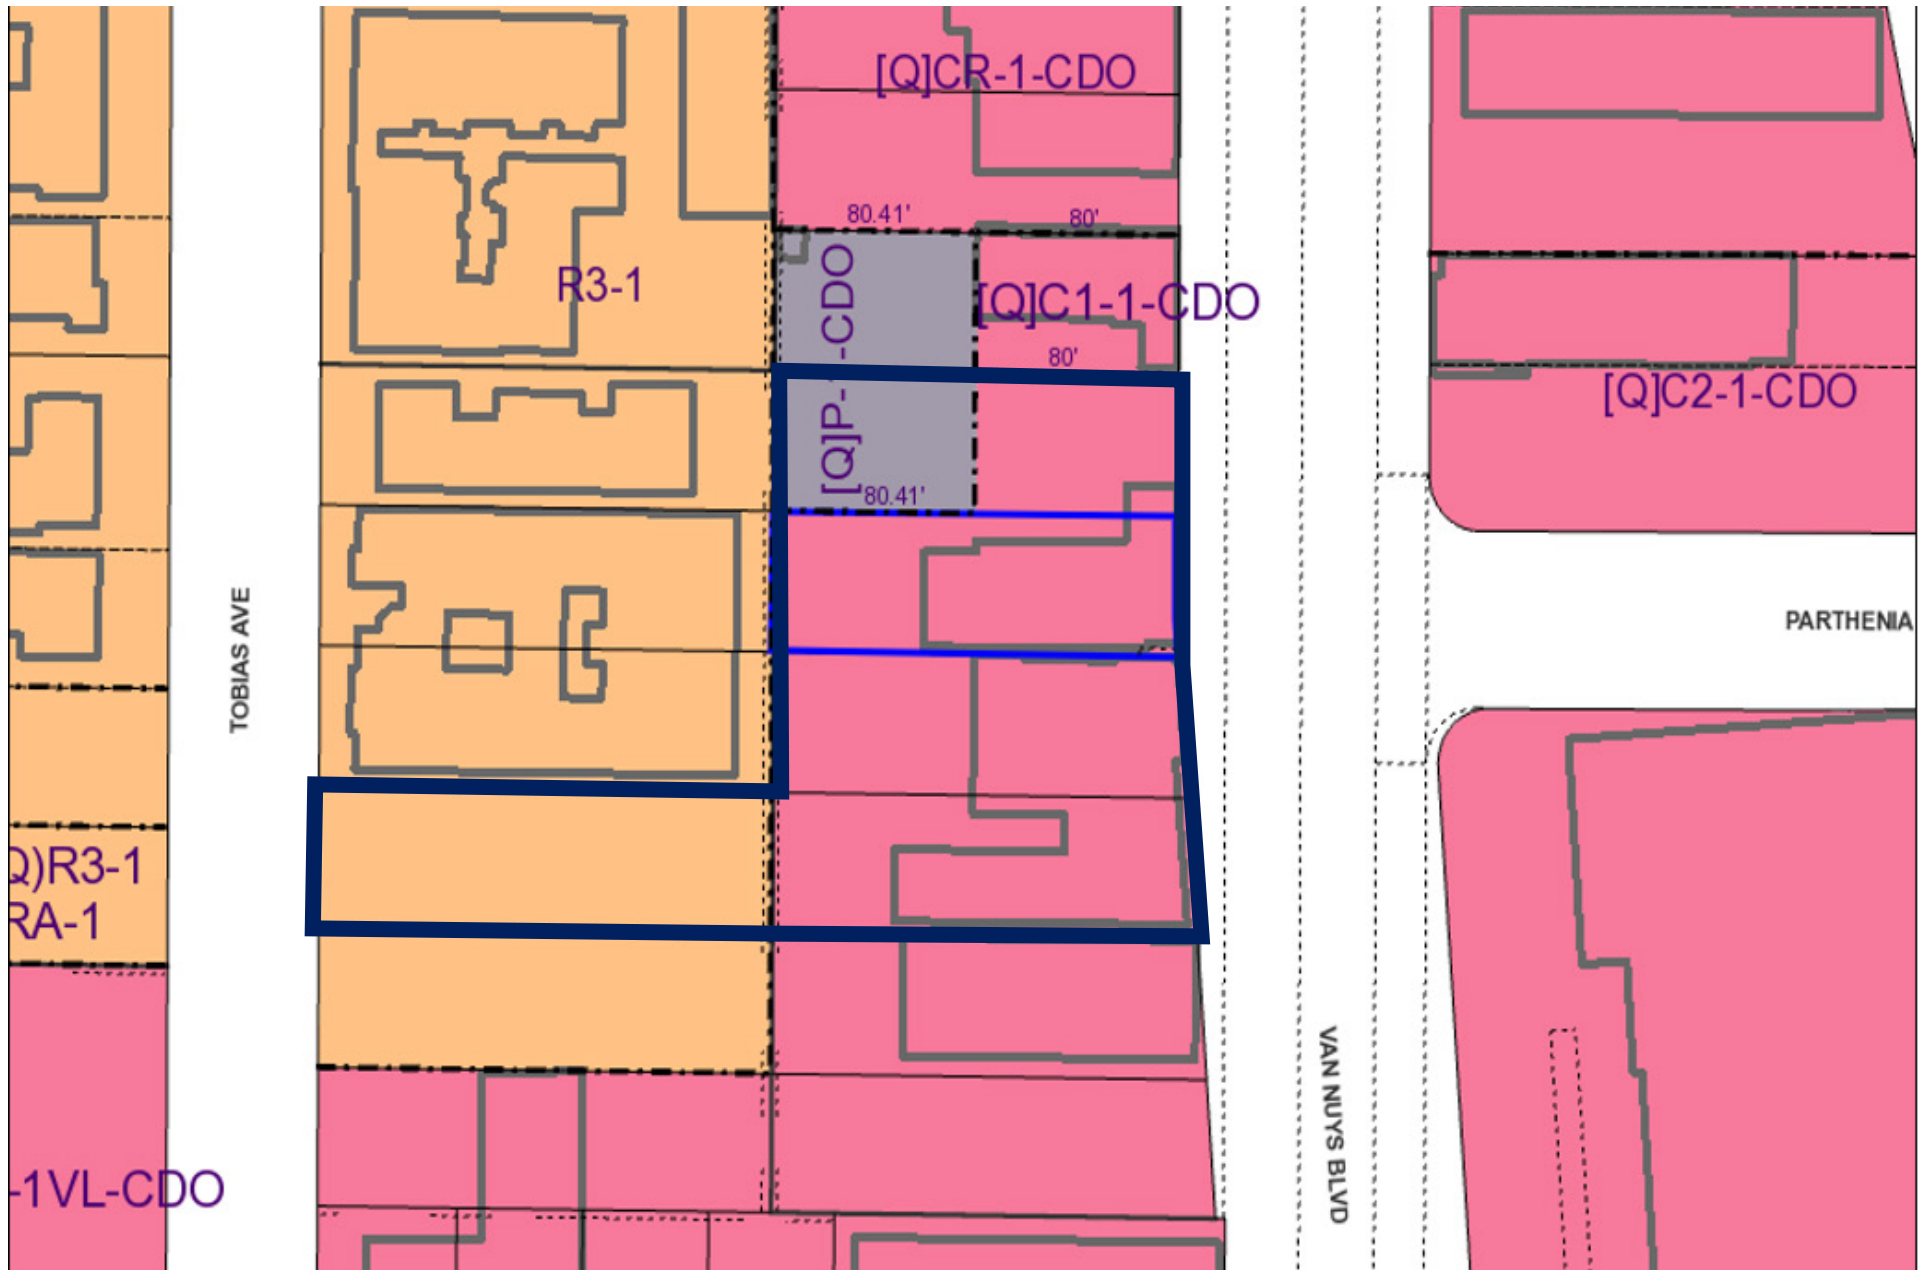 [Q]CR-1-CDO
80.41'
80'
R3-1
[Q]P- -CDO
[Q]C1-1-CDO
80'
[Q]C2-1-CDO
80.41'
TOBIAS AVE
PARTHENIA
Q)R3-1
RA-1
VAN NUYS BLVD
-1VL-CDO